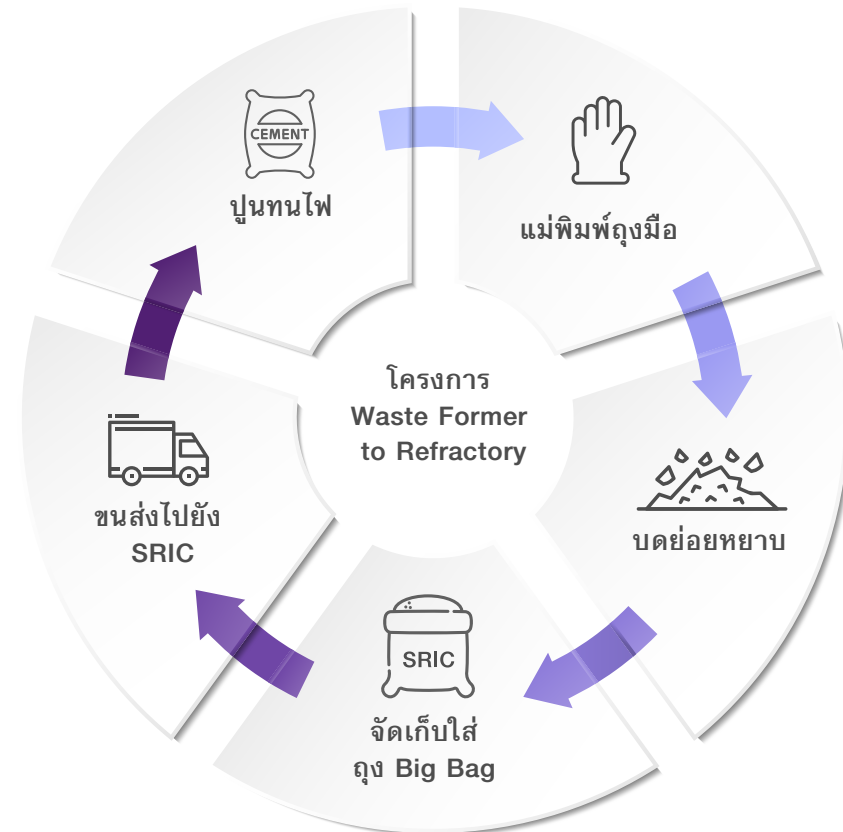 CEMENT
ปูนทนไฟ
แม่พิมพ์ถุงมือ
โครงการ
Waste Former
to Refractory
บดย่อยหยาบ
ขนส่งไปยัง
SRIC
SRIC
จัดเก็บใส่
ถุง Big Bag